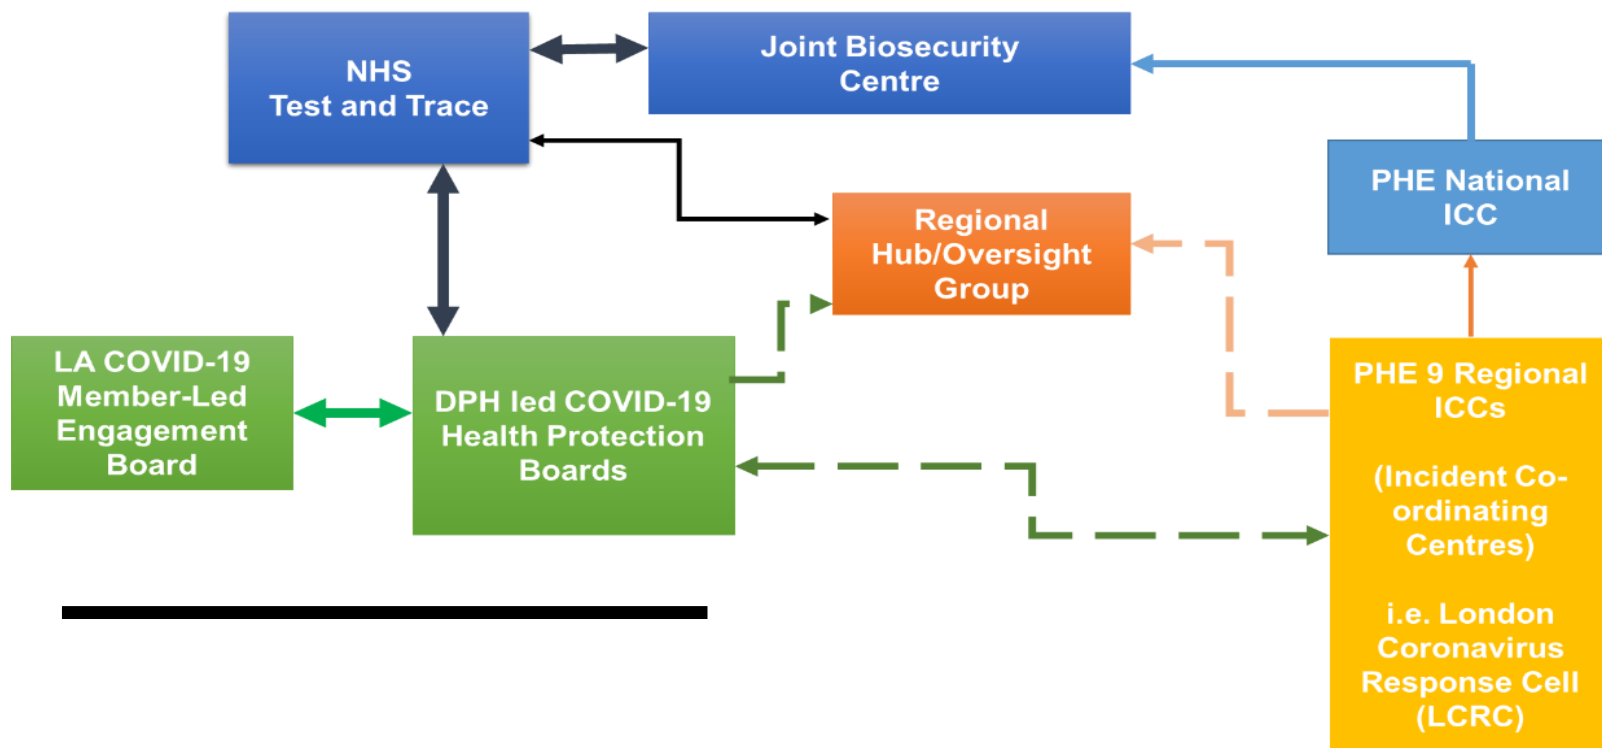 NHS
Test and Trace
Joint Biosecurity
Centre
PHE National
ICC
Regional
Hub/Oversight
Group
LA COVID-19
Member-Led
Engagement
Board
DPH led COVID-19
Health Protection
Boards
PHE 9 Regional
ICCs
(Incident Co-
ordinating
Centres)
i.e. London
Coronavirus
Response Cell
(LCRC)